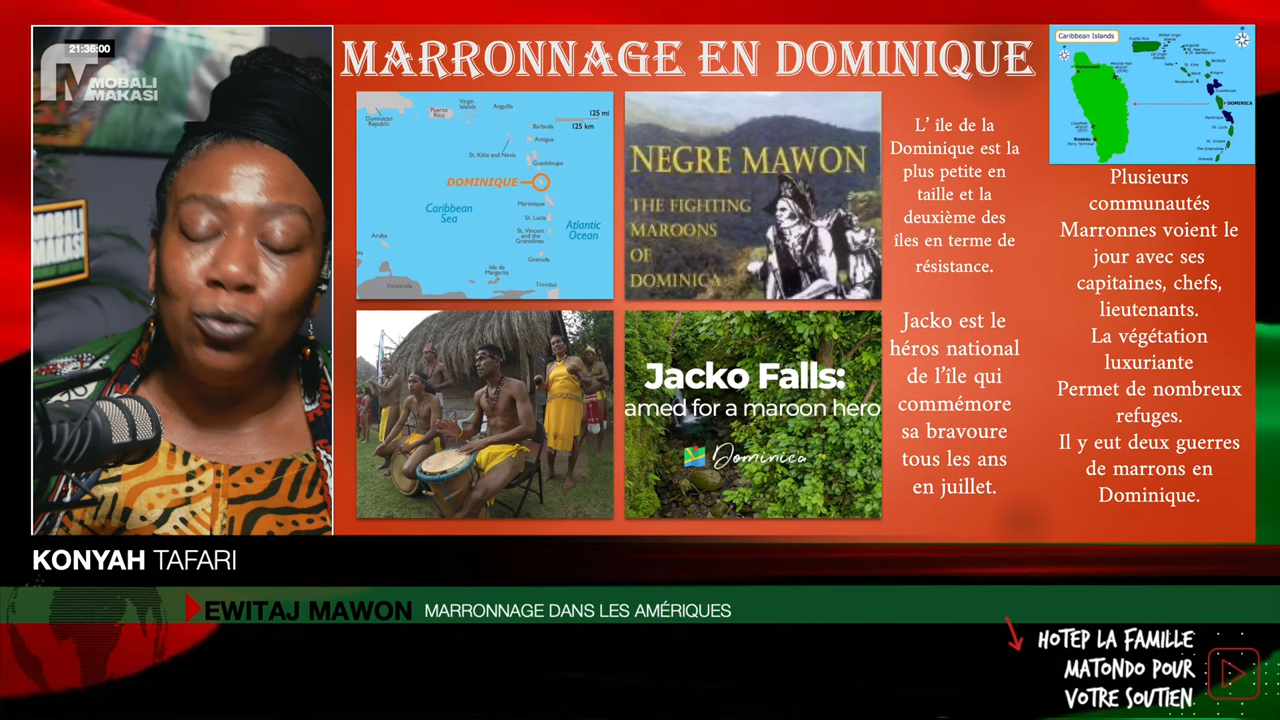 21:36:00
MOBALI
MAKASI
MOBALI
MAKASI
MARRONNAGE EN DOMINIQUE
Dominican
Republic
Puerto
Rico
Virgin
Islands
Anguilla
125 mi
125 km
Barbuda
Antigua
St. Kitts and Nevis
Guadeloupe
DOMINIQUE
Martinique
Caribbean
Sea
St. Lucia
St. Vincent
and the
Grenadines
Atlantic
Ocean
Aruba
Grenada
Isla de
Margarita
Trinidad
Venezuela
NEGRE MAWON
THE FIGHTING
MAROONS
OF
DOMINICA
Jacko Falls:
amed for a maroon hero
Dominica
L’ île de la
Dominique est la
plus petite en
taille et la
deuxième des
îles en terme de
résistance.
Jacko est le
héros national
de l’île qui
commémore
sa bravoure
tous les ans
en juillet.
Caribbean Islands
DOMINICA
Plusieurs
communautés
Marronnes voient le
jour avec ses
capitaines, chefs,
lieutenants.
La végétation
luxuriante
Permet de nombreux
refuges.
Il y eut deux guerres
de marrons en
Dominique.
KONYAH TAFARI
EWITAJ MAWON MARRONNAGE DANS LES AMÉRIQUES
HOTEP LA FAMILLE
MATONDO POUR
VOTRE SOUTIEN